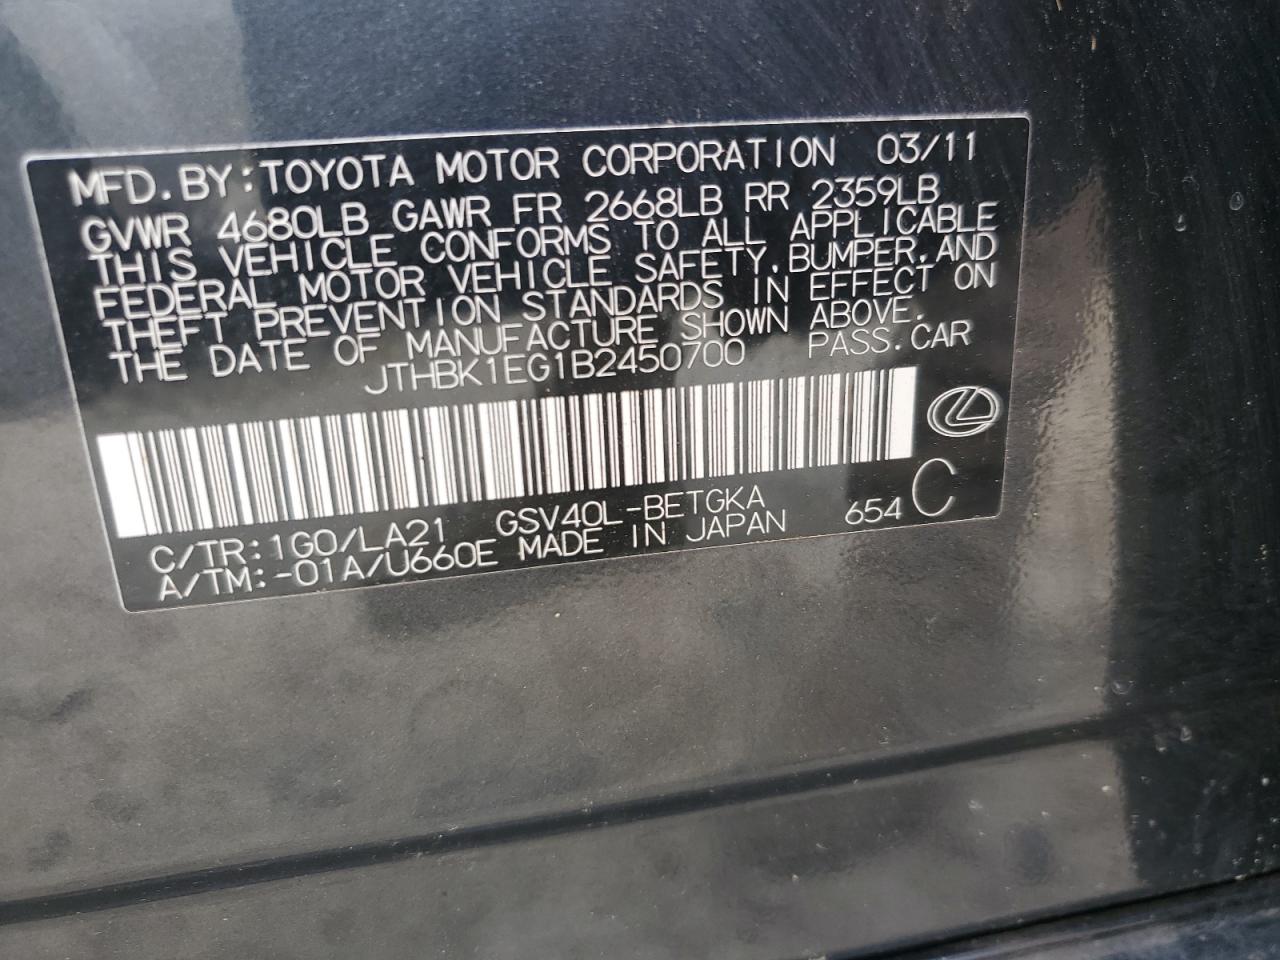 MFD.BY:TOYOTA MOTOR CORPORATION 03/11
GVWR 4680LB GAWR FR 2668LB RR 2359LB
THIS VEHICLE CONFORMS TO ALL APPLICABLE
FEDERAL MOTOR VEHICLE SAFETY,BUMPER,AND
THEFT PREVENTION STANDARDS IN EFFECT ON
THE DATE OF MANUFACTURE SHOWN ABOVE.
JTHBK1EG1B2450700 PASS.CAR
C/TR:1G0/LA21 GSV40L-BETGKA 654 C
A/TM:-01A/U660E MADE IN JAPAN